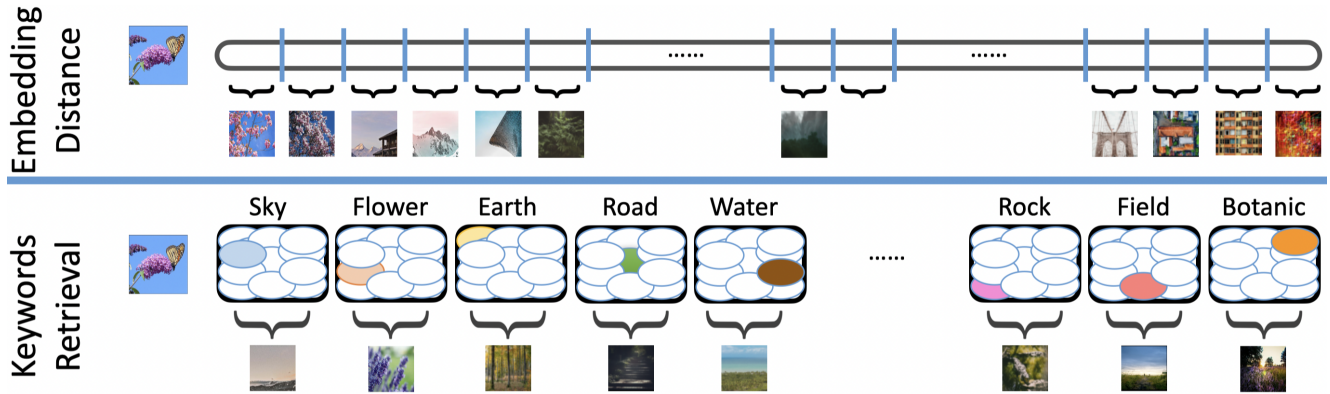 Embedding
Distance
......
......
Keywords
Retrieval
Sky
Flower
Earth
Road
Water
......
Rock
Field
Botanic